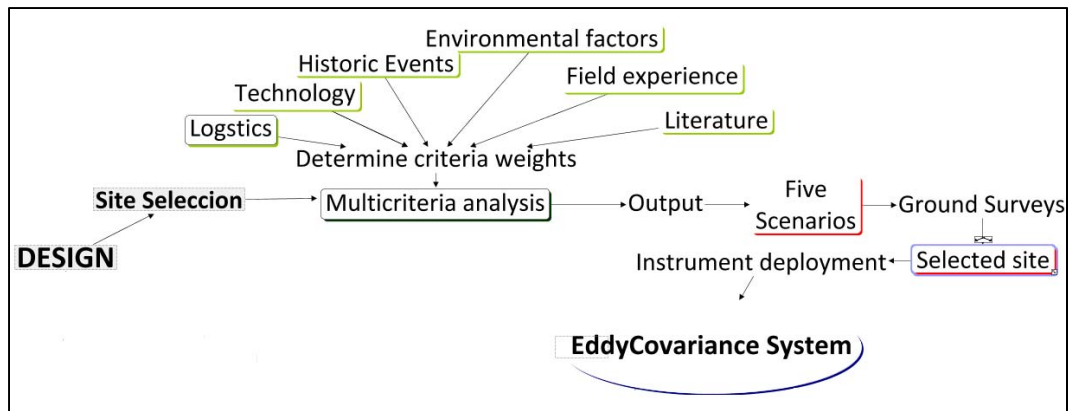 Environmental factors
Historic Events
Field experience
Technology
Literature
Logstics
Determine criteria weights
Site Seleccion
Multicriteria analysis
Output
Five
Scenarios
Ground Surveys
DESIGN
Instrument deployment
Selected site
EddyCovariance System